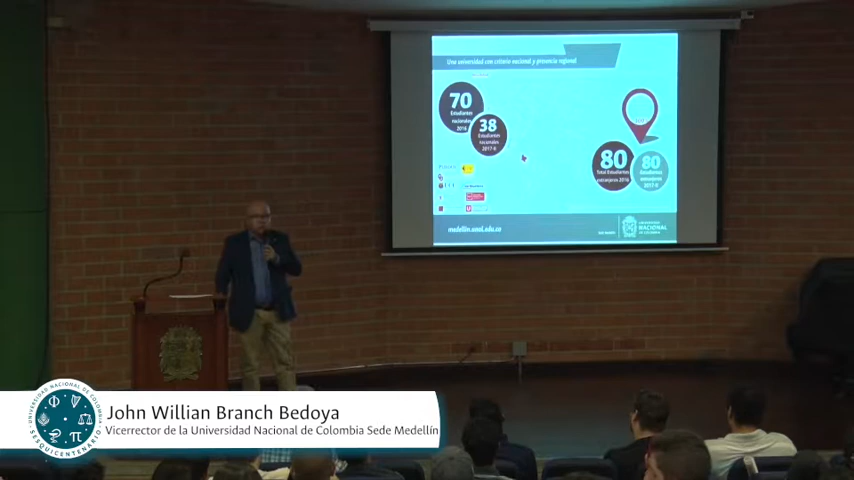 Una universidad con criterio nacional y presencia regional
70
Estudiantes
nacionales
2016
38
Estudiantes
nacionales
2017-II
80
Total Estudiantes
extranjeros 2016
80
Estudiantes
extranjeros
2017-II
medellin.unal.edu.co
UNIVERSIDAD
NACIONAL
DE COLOMBIA
UNIVERSIDAD NACIONAL DE COLOMBIA
SESQUICENTENARIO
John Willian Branch Bedoya
Vicerrector de la Universidad Nacional de Colombia Sede Medellín